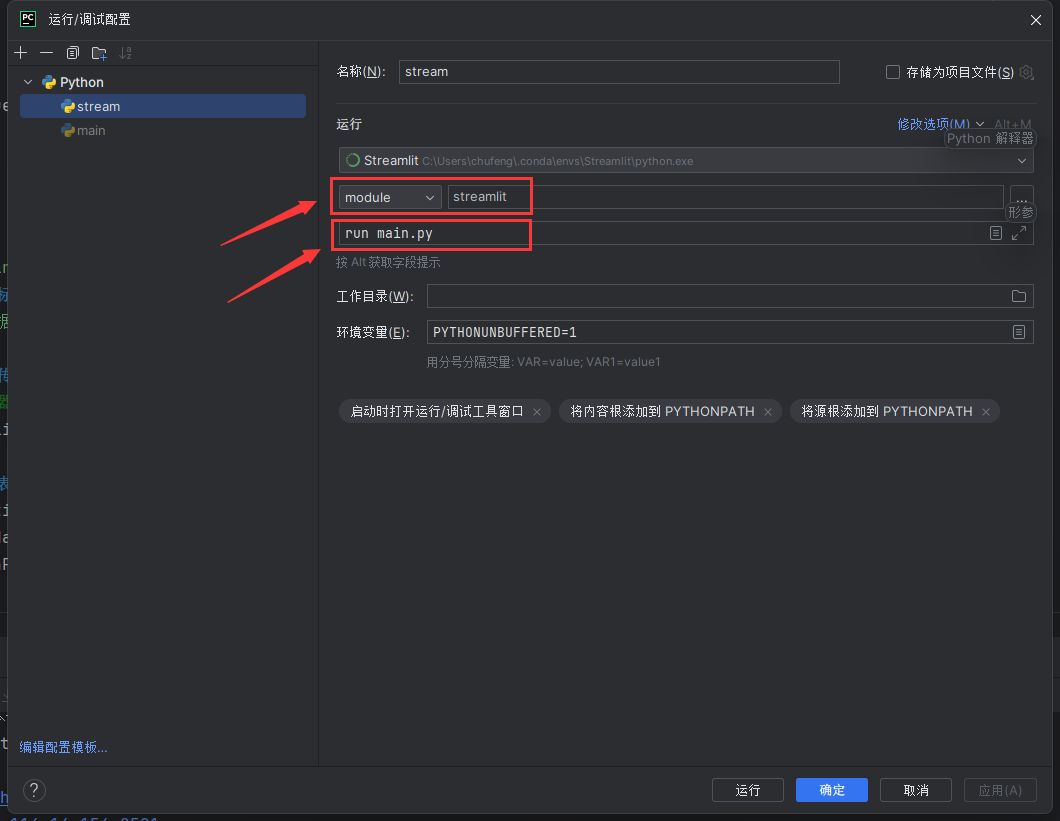 PC 运行/调试配置
Python
stream
main
名称(N): stream 存储为项目文件(S)
运行 修改选项(M) Alt+M
Python 解释器
Streamlit C:\Users\chufeng\.conda\envs\Streamlit\python.exe
module streamlit ...
形参
run main.py
按 Alt 获取字段提示
工作目录(W):
环境变量(E): PYTHONUNBUFFERED=1
用分号分隔变量: VAR=value; VAR1=value1
启动时打开运行/调试工具窗口 × 将内容根添加到 PYTHONPATH × 将源根添加到 PYTHONPATH ×
编辑配置模板...
? 运行 确定 取消 应用(A)